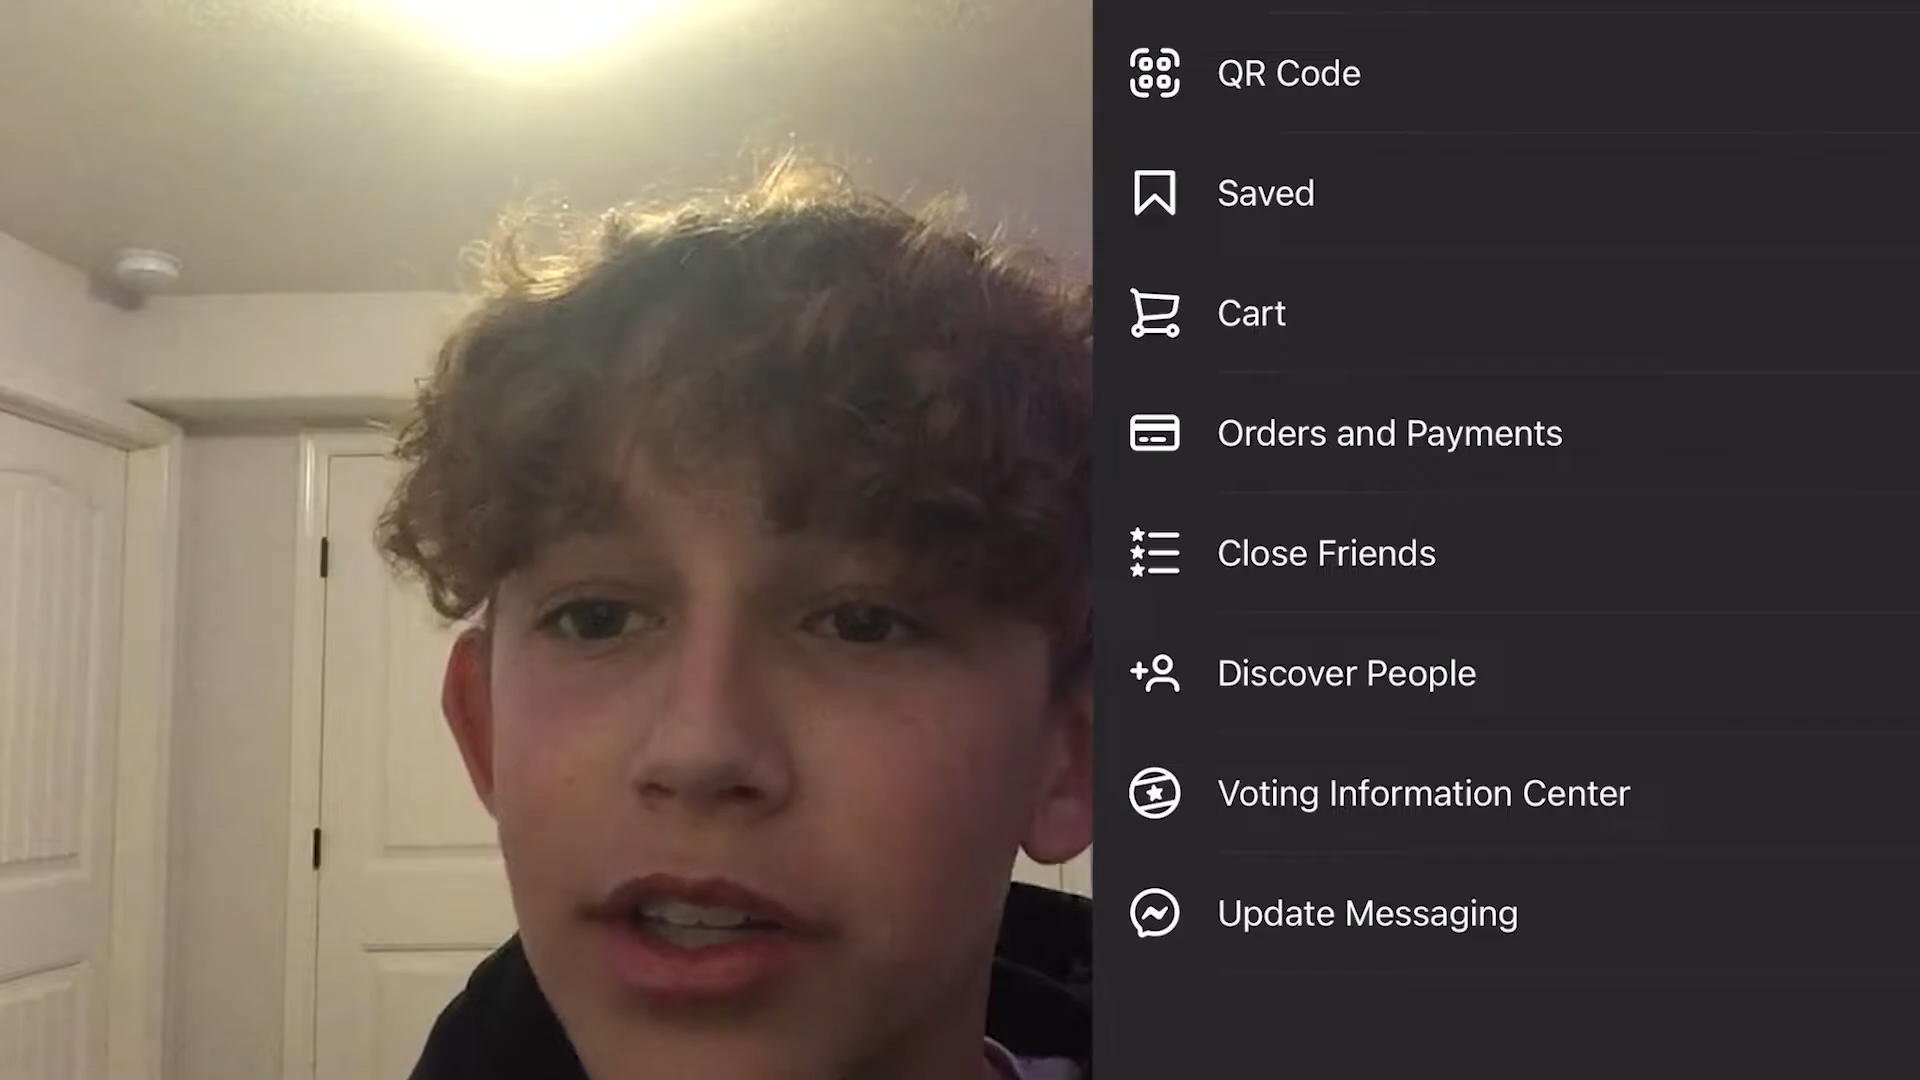 QR Code
Saved
Cart
Orders and Payments
Close Friends
Discover People
Voting Information Center
Update Messaging